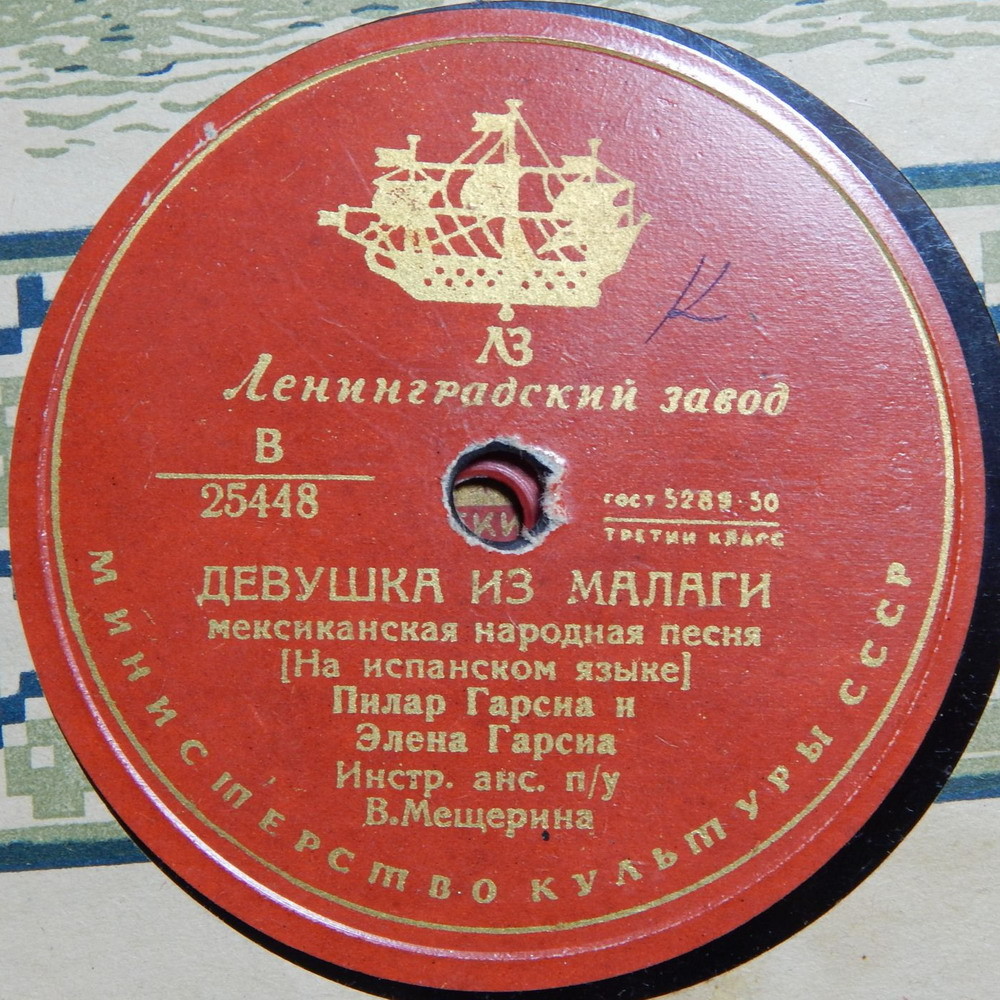 ЛЗ
Ленинградский завод
В
25448
ГОСТ 5289-50
ТРЕТИЙ КЛАСС
ДЕВУШКА ИЗ МАЛАГИ
мексиканская народная песня
[На испанском языке]
Пилар Гарсиа и
Элена Гарсиа
Инстр. анс. п/у
В.Мещерина
МИНИСТЕРСТВО КУЛЬТУРЫ СССР
К